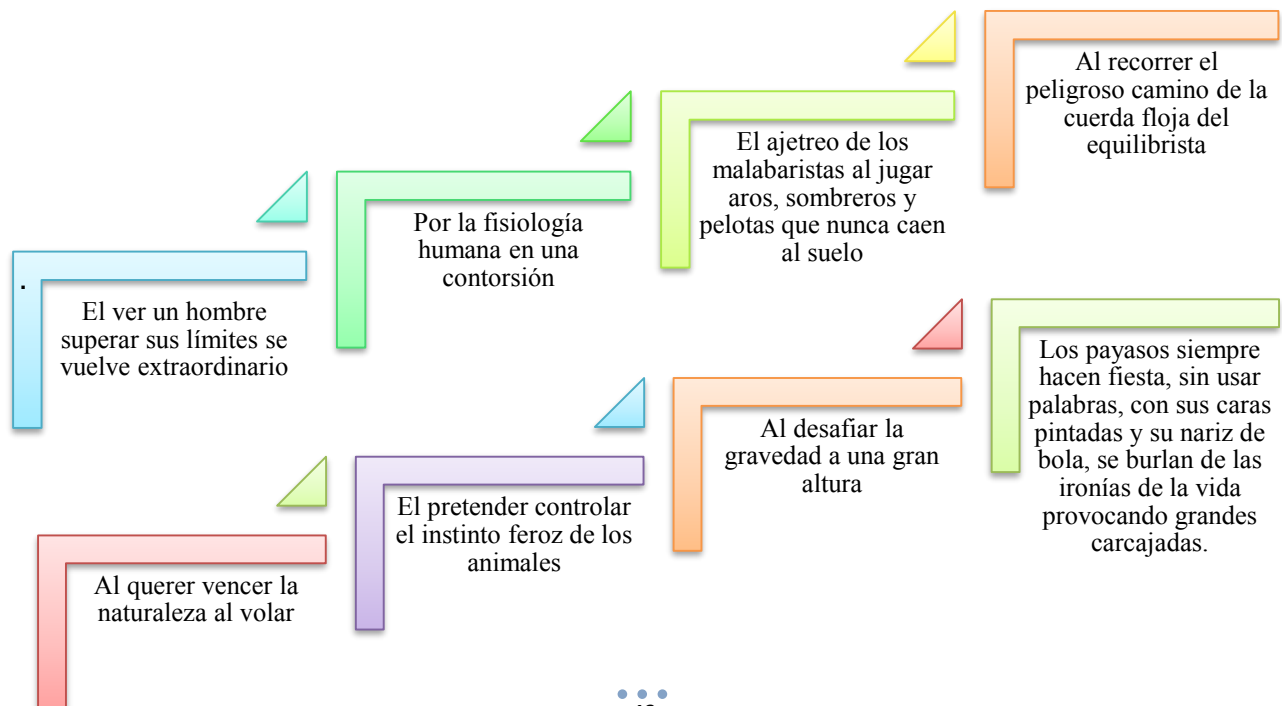 .
El ver un hombre
superar sus límites se
vuelve extraordinario
Por la fisiología
humana en una
contorsión
El ajetreo de los
malabaristas al jugar
aros, sombreros y
pelotas que nunca caen
al suelo
Al recorrer el
peligroso camino de la
cuerda floja del
equilibrista
Al querer vencer la
naturaleza al volar
El pretender controlar
el instinto feroz de los
animales
Al desafiar la
gravedad a una gran
altura
Los payasos siempre
hacen fiesta, sin usar
palabras, con sus caras
pintadas y su nariz de
bola, se burlan de las
ironías de la vida
provocando grandes
carcajadas.